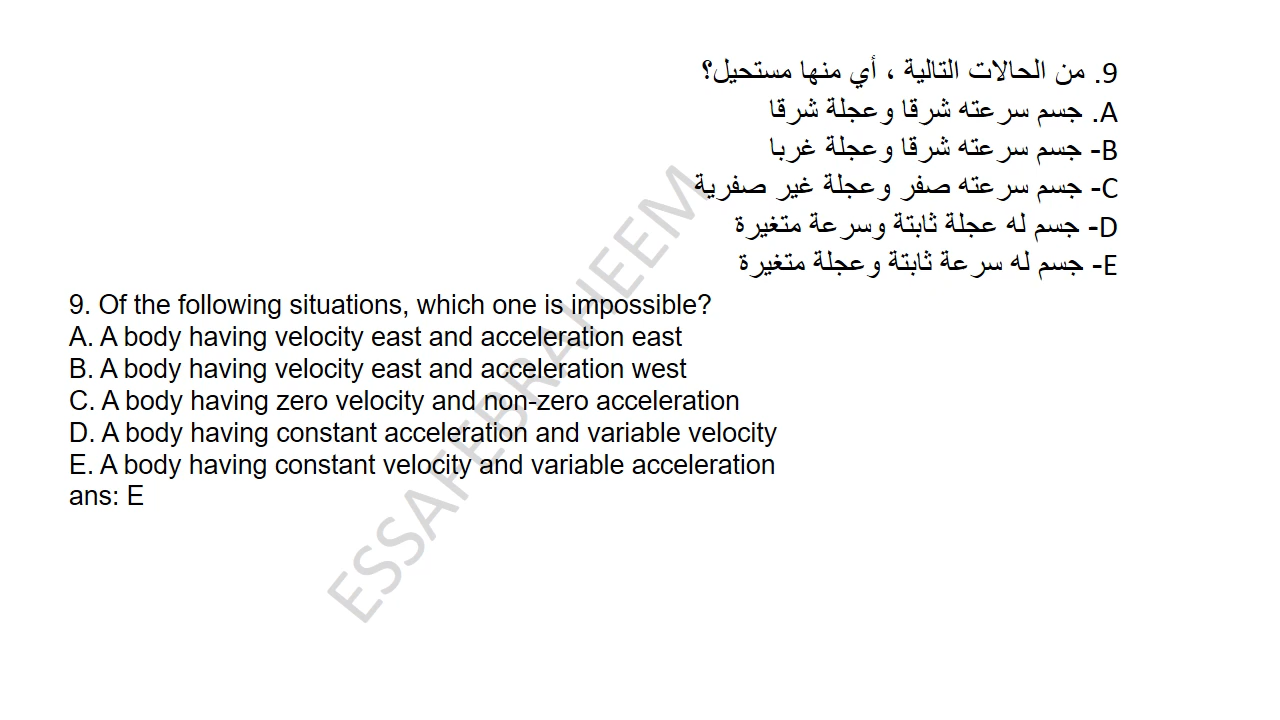 9. من الحالات التالية ، أي منها مستحيل؟
A. جسم سرعته شرقا وعجلة شرقا
B- جسم سرعته شرقا وعجلة غربا
C- جسم سرعته صفر وعجلة غير صفرية
D- جسم له عجلة ثابتة وسرعة متغيرة
E- جسم له سرعة ثابتة وعجلة متغيرة
9. Of the following situations, which one is impossible?
A. A body having velocity east and acceleration east
B. A body having velocity east and acceleration west
C. A body having zero velocity and non-zero acceleration
D. A body having constant acceleration and variable velocity
E. A body having constant velocity and variable acceleration
ans: E
ESSAFEBRAHEEM